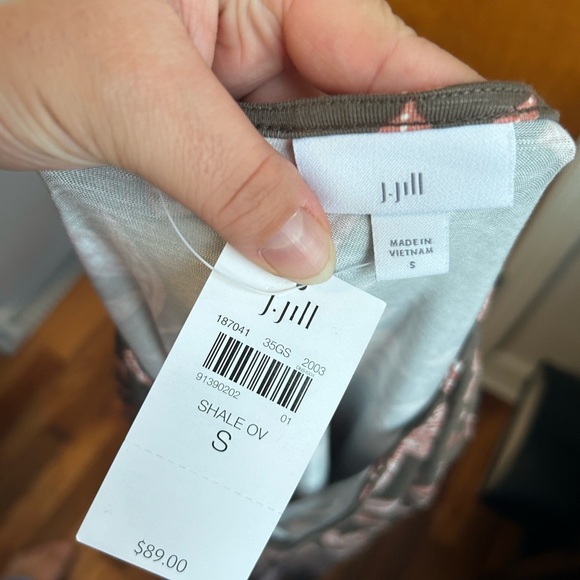 J.Jill
MADE IN
VIETNAM
S
J.Jill
187041 35GS 2003
91390202 01
SHALE OV
S
$89.00